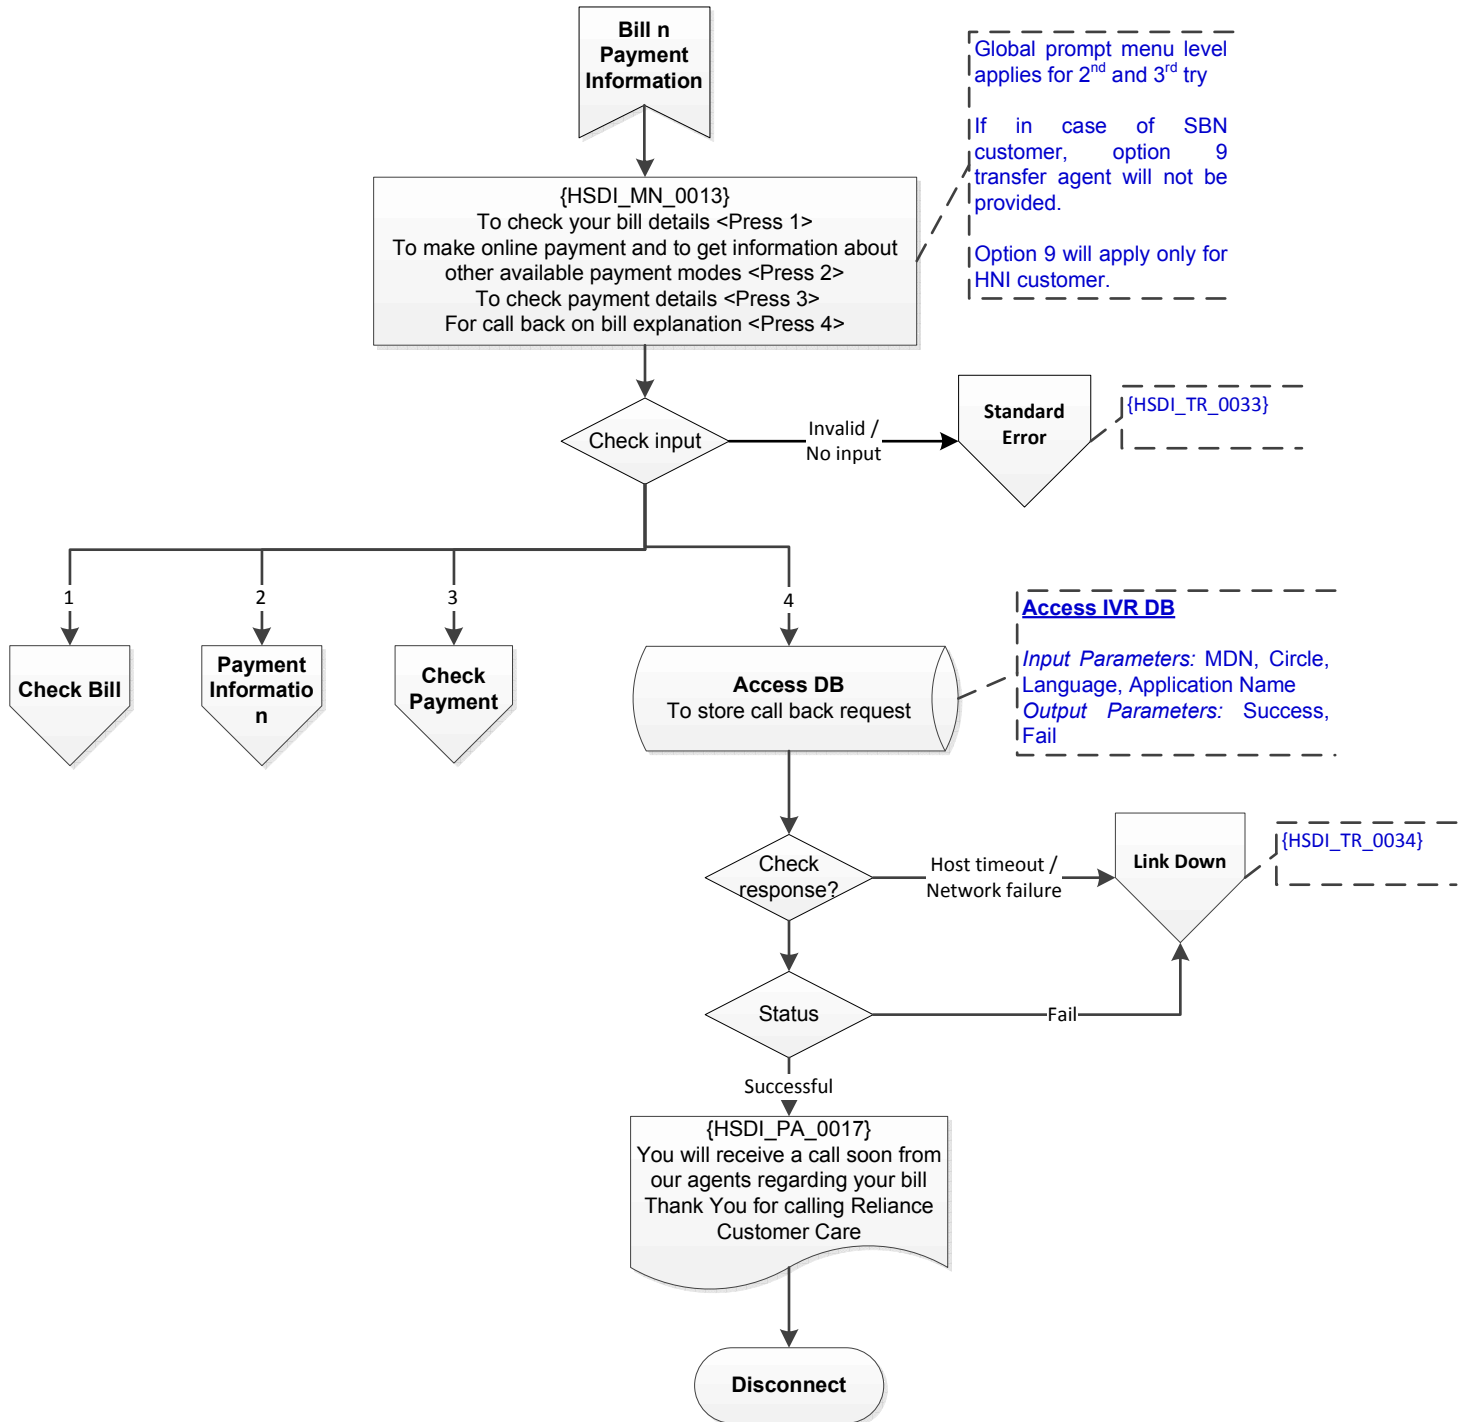 Bill n
Payment
Information
Global prompt menu level
applies for 2nd and 3rd try
If in case of SBN
customer, option 9
transfer agent will not be
provided.
Option 9 will apply only for
HNI customer.
{HSDI_MN_0013}
To check your bill details <Press 1>
To make online payment and to get information about
other available payment modes <Press 2>
To check payment details <Press 3>
For call back on bill explanation <Press 4>
Check input
Invalid /
No input
Standard
Error
{HSDI_TR_0033}
1
2
3
4
Check Bill
Payment
Informatio
n
Check
Payment
Access DB
To store call back request
Access IVR DB
Input Parameters: MDN, Circle,
Language, Application Name
Output Parameters: Success,
Fail
Check
response?
Host timeout /
Network failure
Link Down
{HSDI_TR_0034}
Status
Fail
Successful
{HSDI_PA_0017}
You will receive a call soon from
our agents regarding your bill
Thank You for calling Reliance
Customer Care
Disconnect